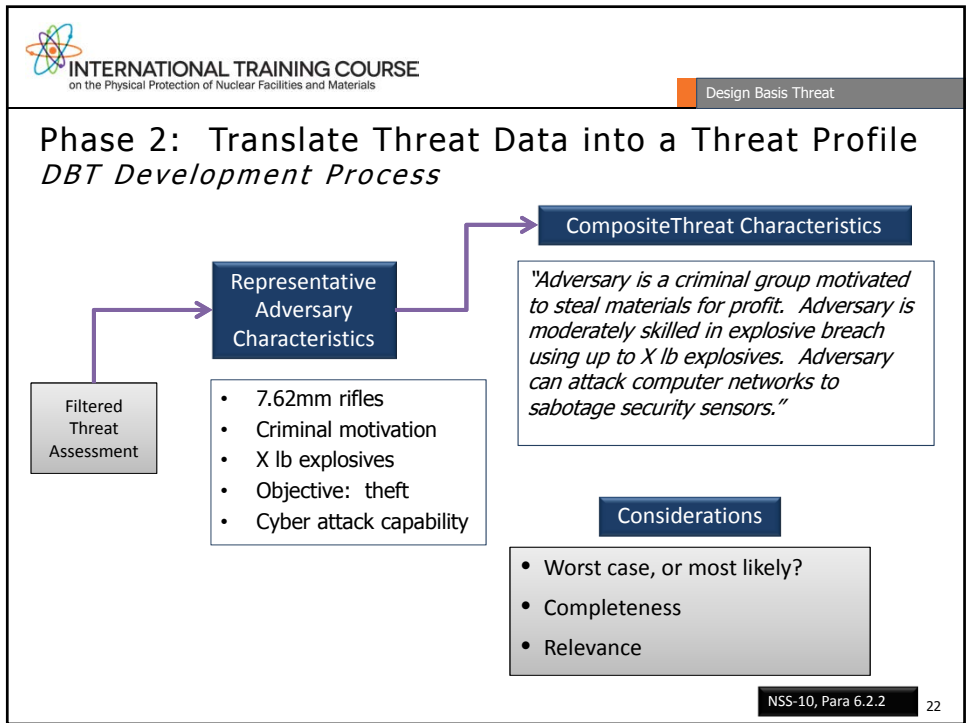 INTERNATIONAL TRAINING COURSE
on the Physical Protection of Nuclear Facilities and Materials
Design Basis Threat
Phase 2: Translate Threat Data into a Threat Profile
DBT Development Process
Filtered
Threat
Assessment
Representative
Adversary
Characteristics
• 7.62mm rifles
• Criminal motivation
• X lb explosives
• Objective: theft
• Cyber attack capability
CompositeThreat Characteristics
"Adversary is a criminal group motivated
to steal materials for profit. Adversary is
moderately skilled in explosive breach
using up to X lb explosives. Adversary
can attack computer networks to
sabotage security sensors."
Considerations
• Worst case, or most likely?
• Completeness
• Relevance
NSS-10, Para 6.2.2
22